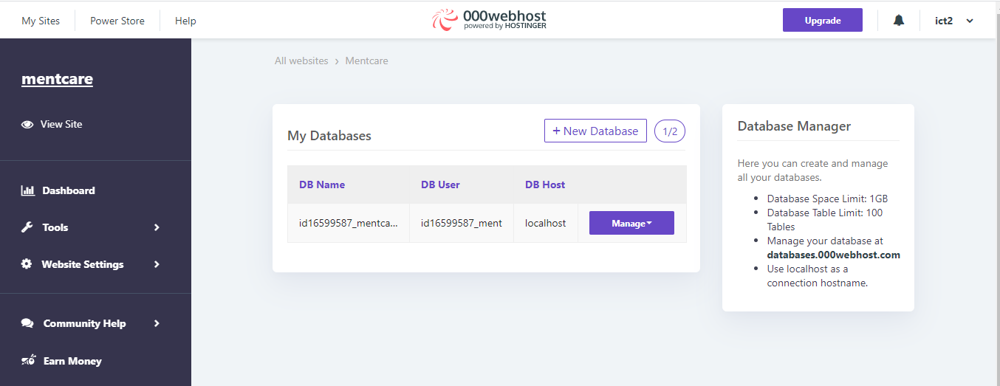 My Sites
Power Store
Help
000webhost
powered by HOSTINGER
Upgrade
ict2
mentcare
View Site
Dashboard
Tools
Website Settings
Community Help
Earn Money
All websites › Mentcare
My Databases
+ New Database
1/2
DB Name DB User DB Host
id16599587_mentca... id16599587_ment localhost Manage
Database Manager
Here you can create and manage
all your databases.
• Database Space Limit: 1GB
• Database Table Limit: 100
Tables
• Manage your database at
databases.000webhost.com
• Use localhost as a
connection hostname.